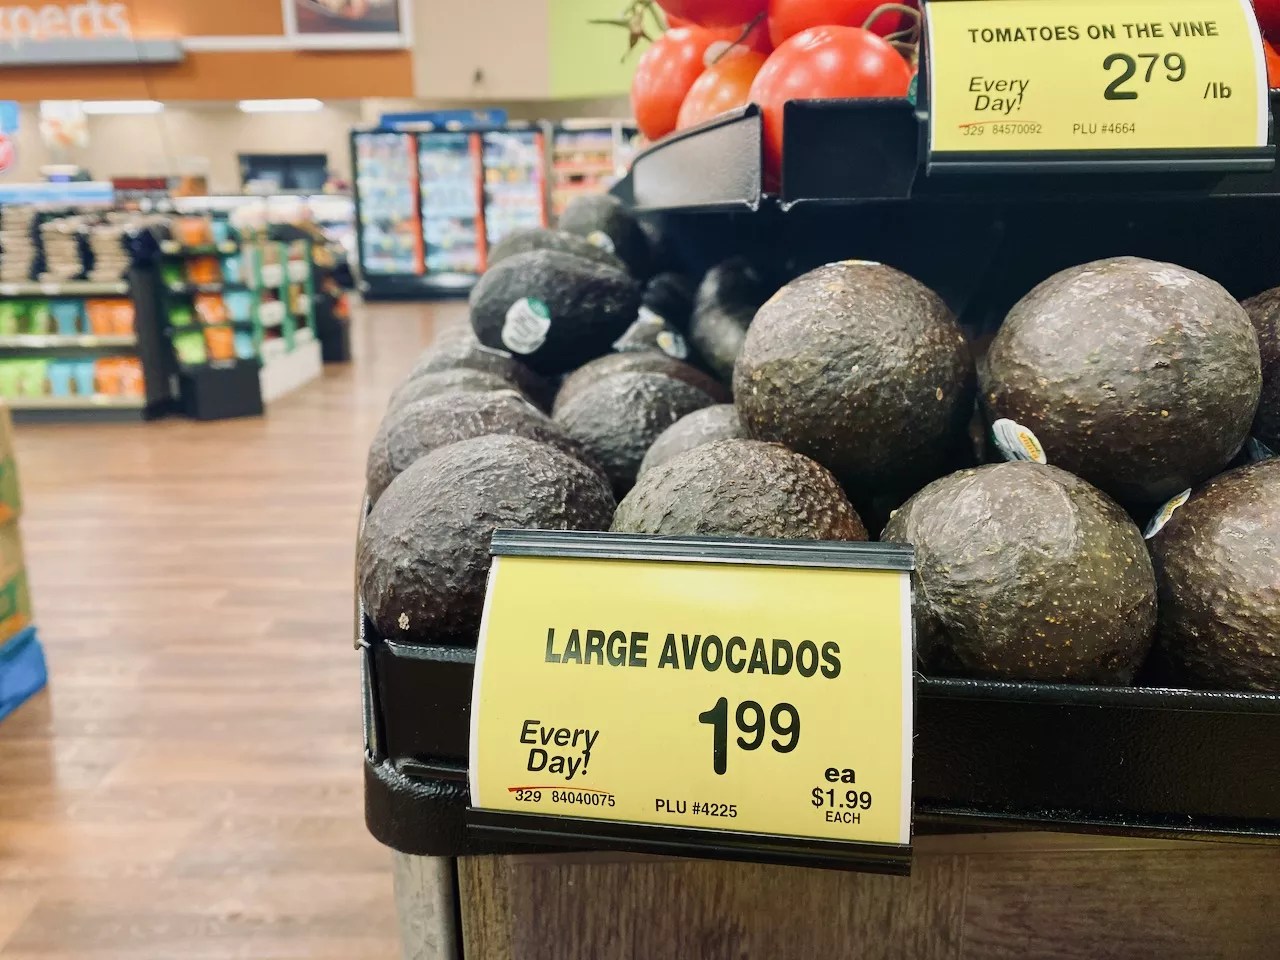 xperts
TOMATOES ON THE VINE
Every
Day!
2 79
/lb
329 84570092 PLU #4664
LARGE AVOCADOS
Every
Day!
1 99
ea
$1.99
EACH
329 84040075 PLU #4225